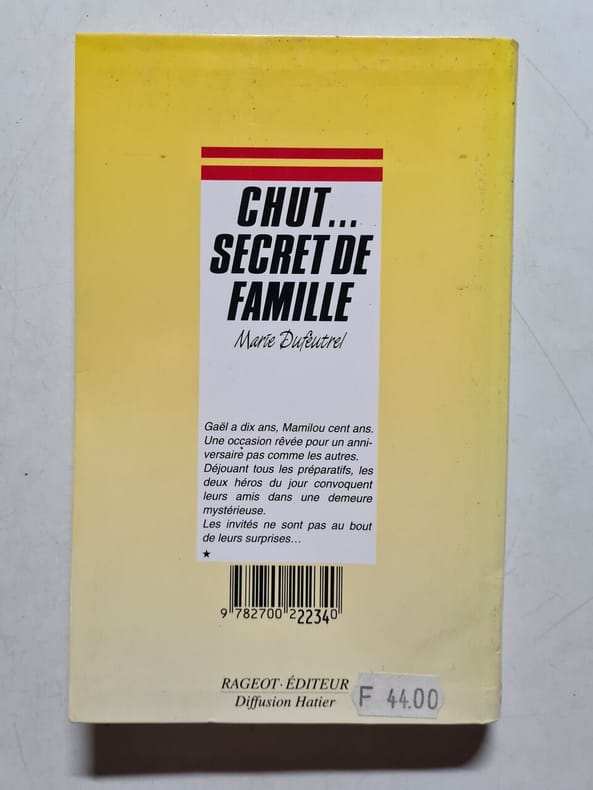 CHUT...
SECRET DE
FAMILLE
Marie Dufeutrel
Gaël a dix ans, Mamilou cent ans.
Une occasion rêvée pour un anni-
versaire pas comme les autres.
Déjouant tous les préparatifs, les
deux héros du jour convoquent
leurs amis dans une demeure
mystérieuse.
Les invités ne sont pas au bout
de leurs surprises...
★
9 782700 222340
RAGEOT · ÉDITEUR
Diffusion Hatier
F 44.00